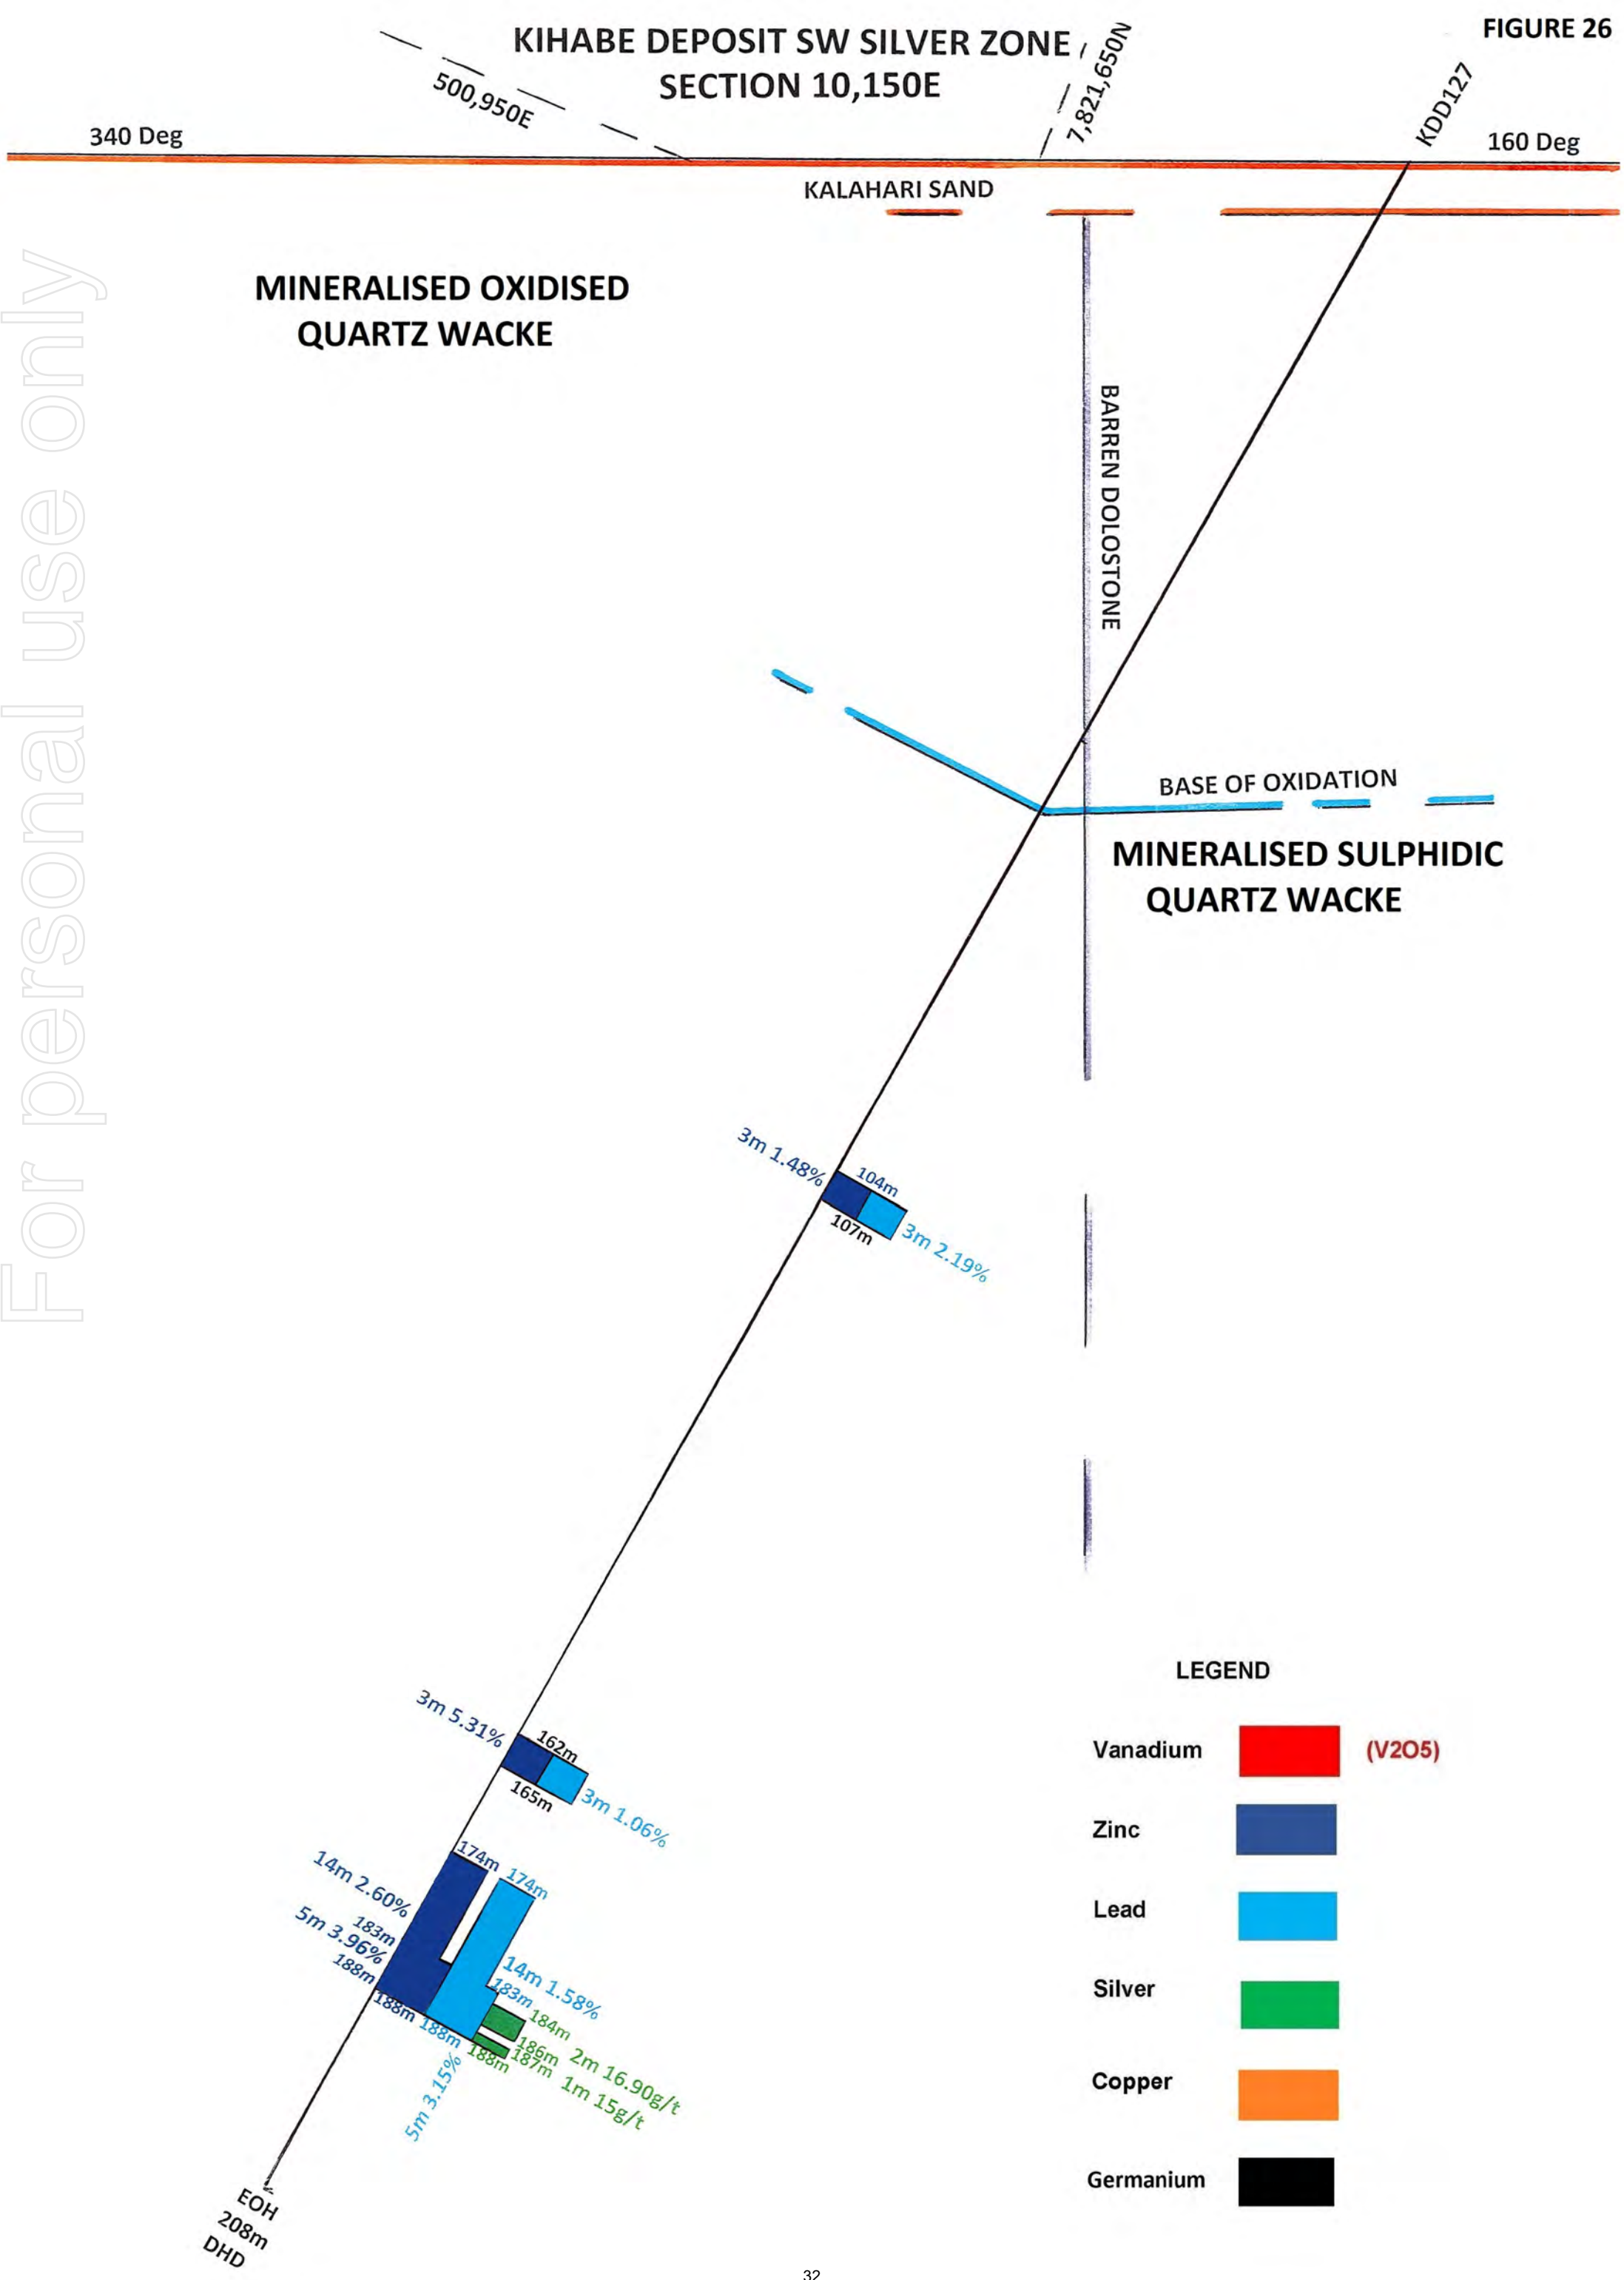 FIGURE 26
KIHABE DEPOSIT SW SILVER ZONE
SECTION 10,150E
500,950E
7,821,650N
KDD127
340 Deg
160 Deg
KALAHARI SAND
MINERALISED OXIDISED
QUARTZ WACKE
BARREN DOLOSTONE
BASE OF OXIDATION
MINERALISED SULPHIDIC
QUARTZ WACKE
3m 1.48%
104m
107m
3m 2.19%
3m 5.31%
162m
165m
3m 1.06%
174m
174m
14m 2.60%
183m
5m 3.96%
188m
188m
188m
5m 3.15%
14m 1.58%
183m
184m
186m 2m 16.90g/t
187m 1m 15g/t
188m
EOH
208m
DHD
LEGEND
Vanadium (V2O5)
Zinc
Lead
Silver
Copper
Germanium
For personal use only
32